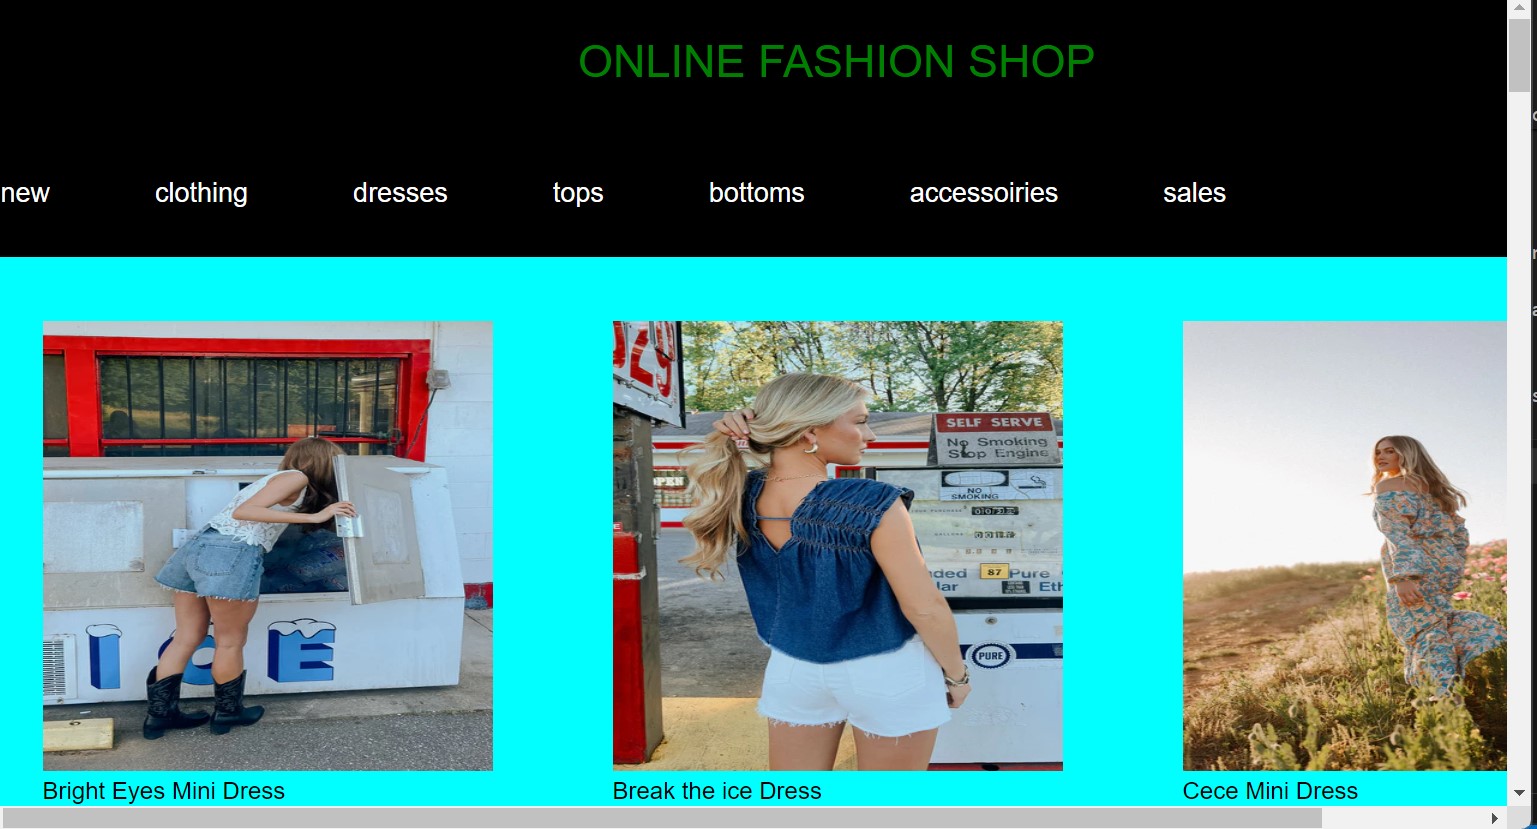 ONLINE FASHION SHOP
new clothing dresses tops bottoms accessoiries sales
ICE
OPEN
SELF SERVE
No Smoking
Stop Engine
NO
SMOKING
87 Pure
PURE
Bright Eyes Mini Dress Break the ice Dress Cece Mini Dress